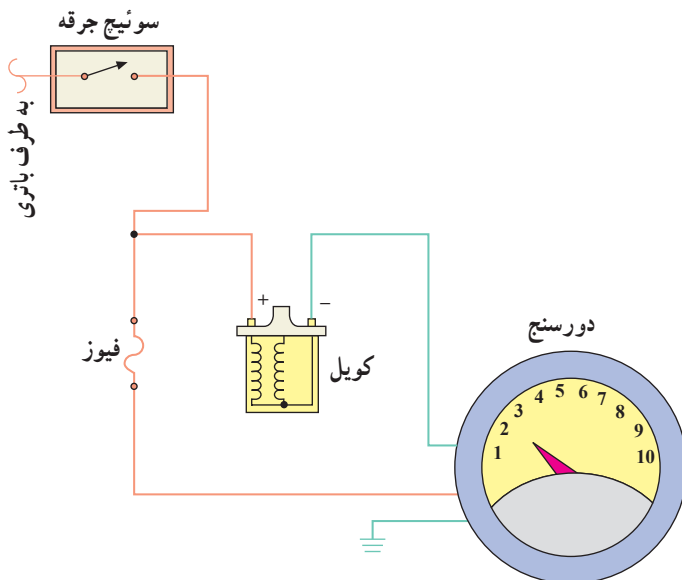 سوئیچ جرقه
به طرف باتری
+ −
فیوز
کویل
دورسنج
1 2 3 4 5 6 7 8 9 10